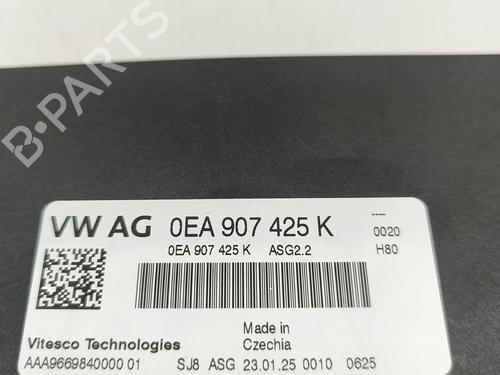 B-PARTS
VW AG 0EA 907 425 K ---
0EA 907 425 K ASG2.2 0020
H80
Vitesco Technologies Made in
Czechia
AAA9669840000 01 SJ8 ASG 23.01.25 0010 0625